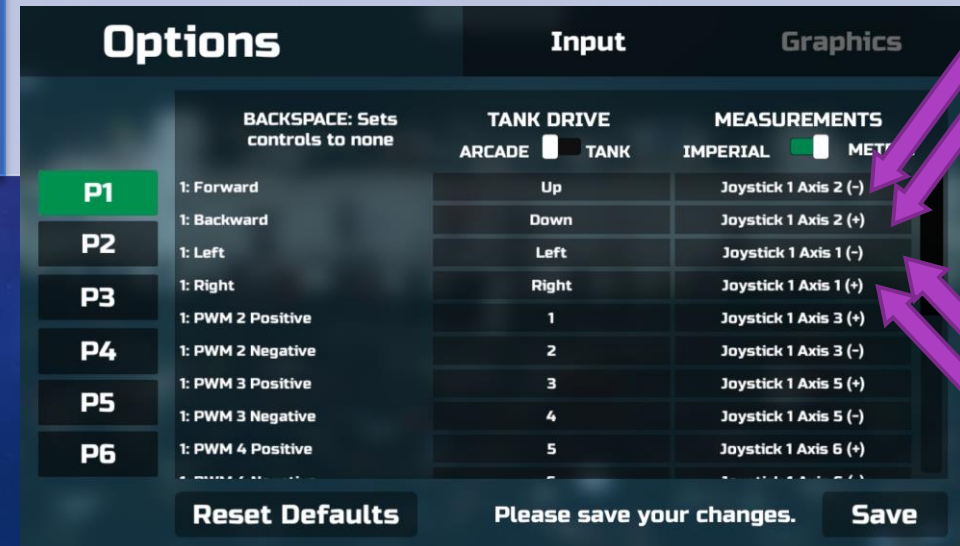 Options Input Graphics
BACKSPACE: Sets TANK DRIVE MEASUREMENTS
controls to none ARCADE TANK IMPERIAL
P1
P2
P3
P4
P5
P6
1: Forward Up Joystick 1 Axis 2 (-)
1: Backward Down Joystick 1 Axis 2 (+)
1: Left Left Joystick 1 Axis 1 (-)
1: Right Right Joystick 1 Axis 1 (+)
1: PWM 2 Positive 1 Joystick 1 Axis 3 (+)
1: PWM 2 Negative 2 Joystick 1 Axis 3 (-)
1: PWM 3 Positive 3 Joystick 1 Axis 5 (+)
1: PWM 3 Negative 4 Joystick 1 Axis 5 (-)
1: PWM 4 Positive 5 Joystick 1 Axis 6 (+)
Reset Defaults Please save your changes. Save